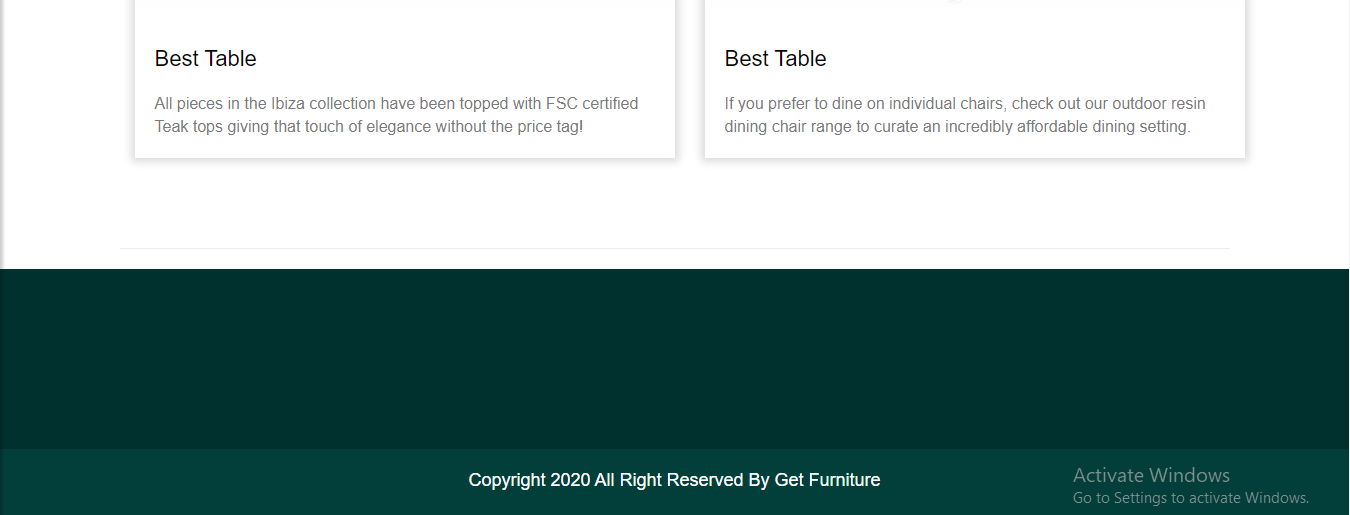 Best Table
All pieces in the Ibiza collection have been topped with FSC certified
Teak tops giving that touch of elegance without the price tag!
Best Table
If you prefer to dine on individual chairs, check out our outdoor resin
dining chair range to curate an incredibly affordable dining setting.
Copyright 2020 All Right Reserved By Get Furniture
Activate Windows
Go to Settings to activate Windows.